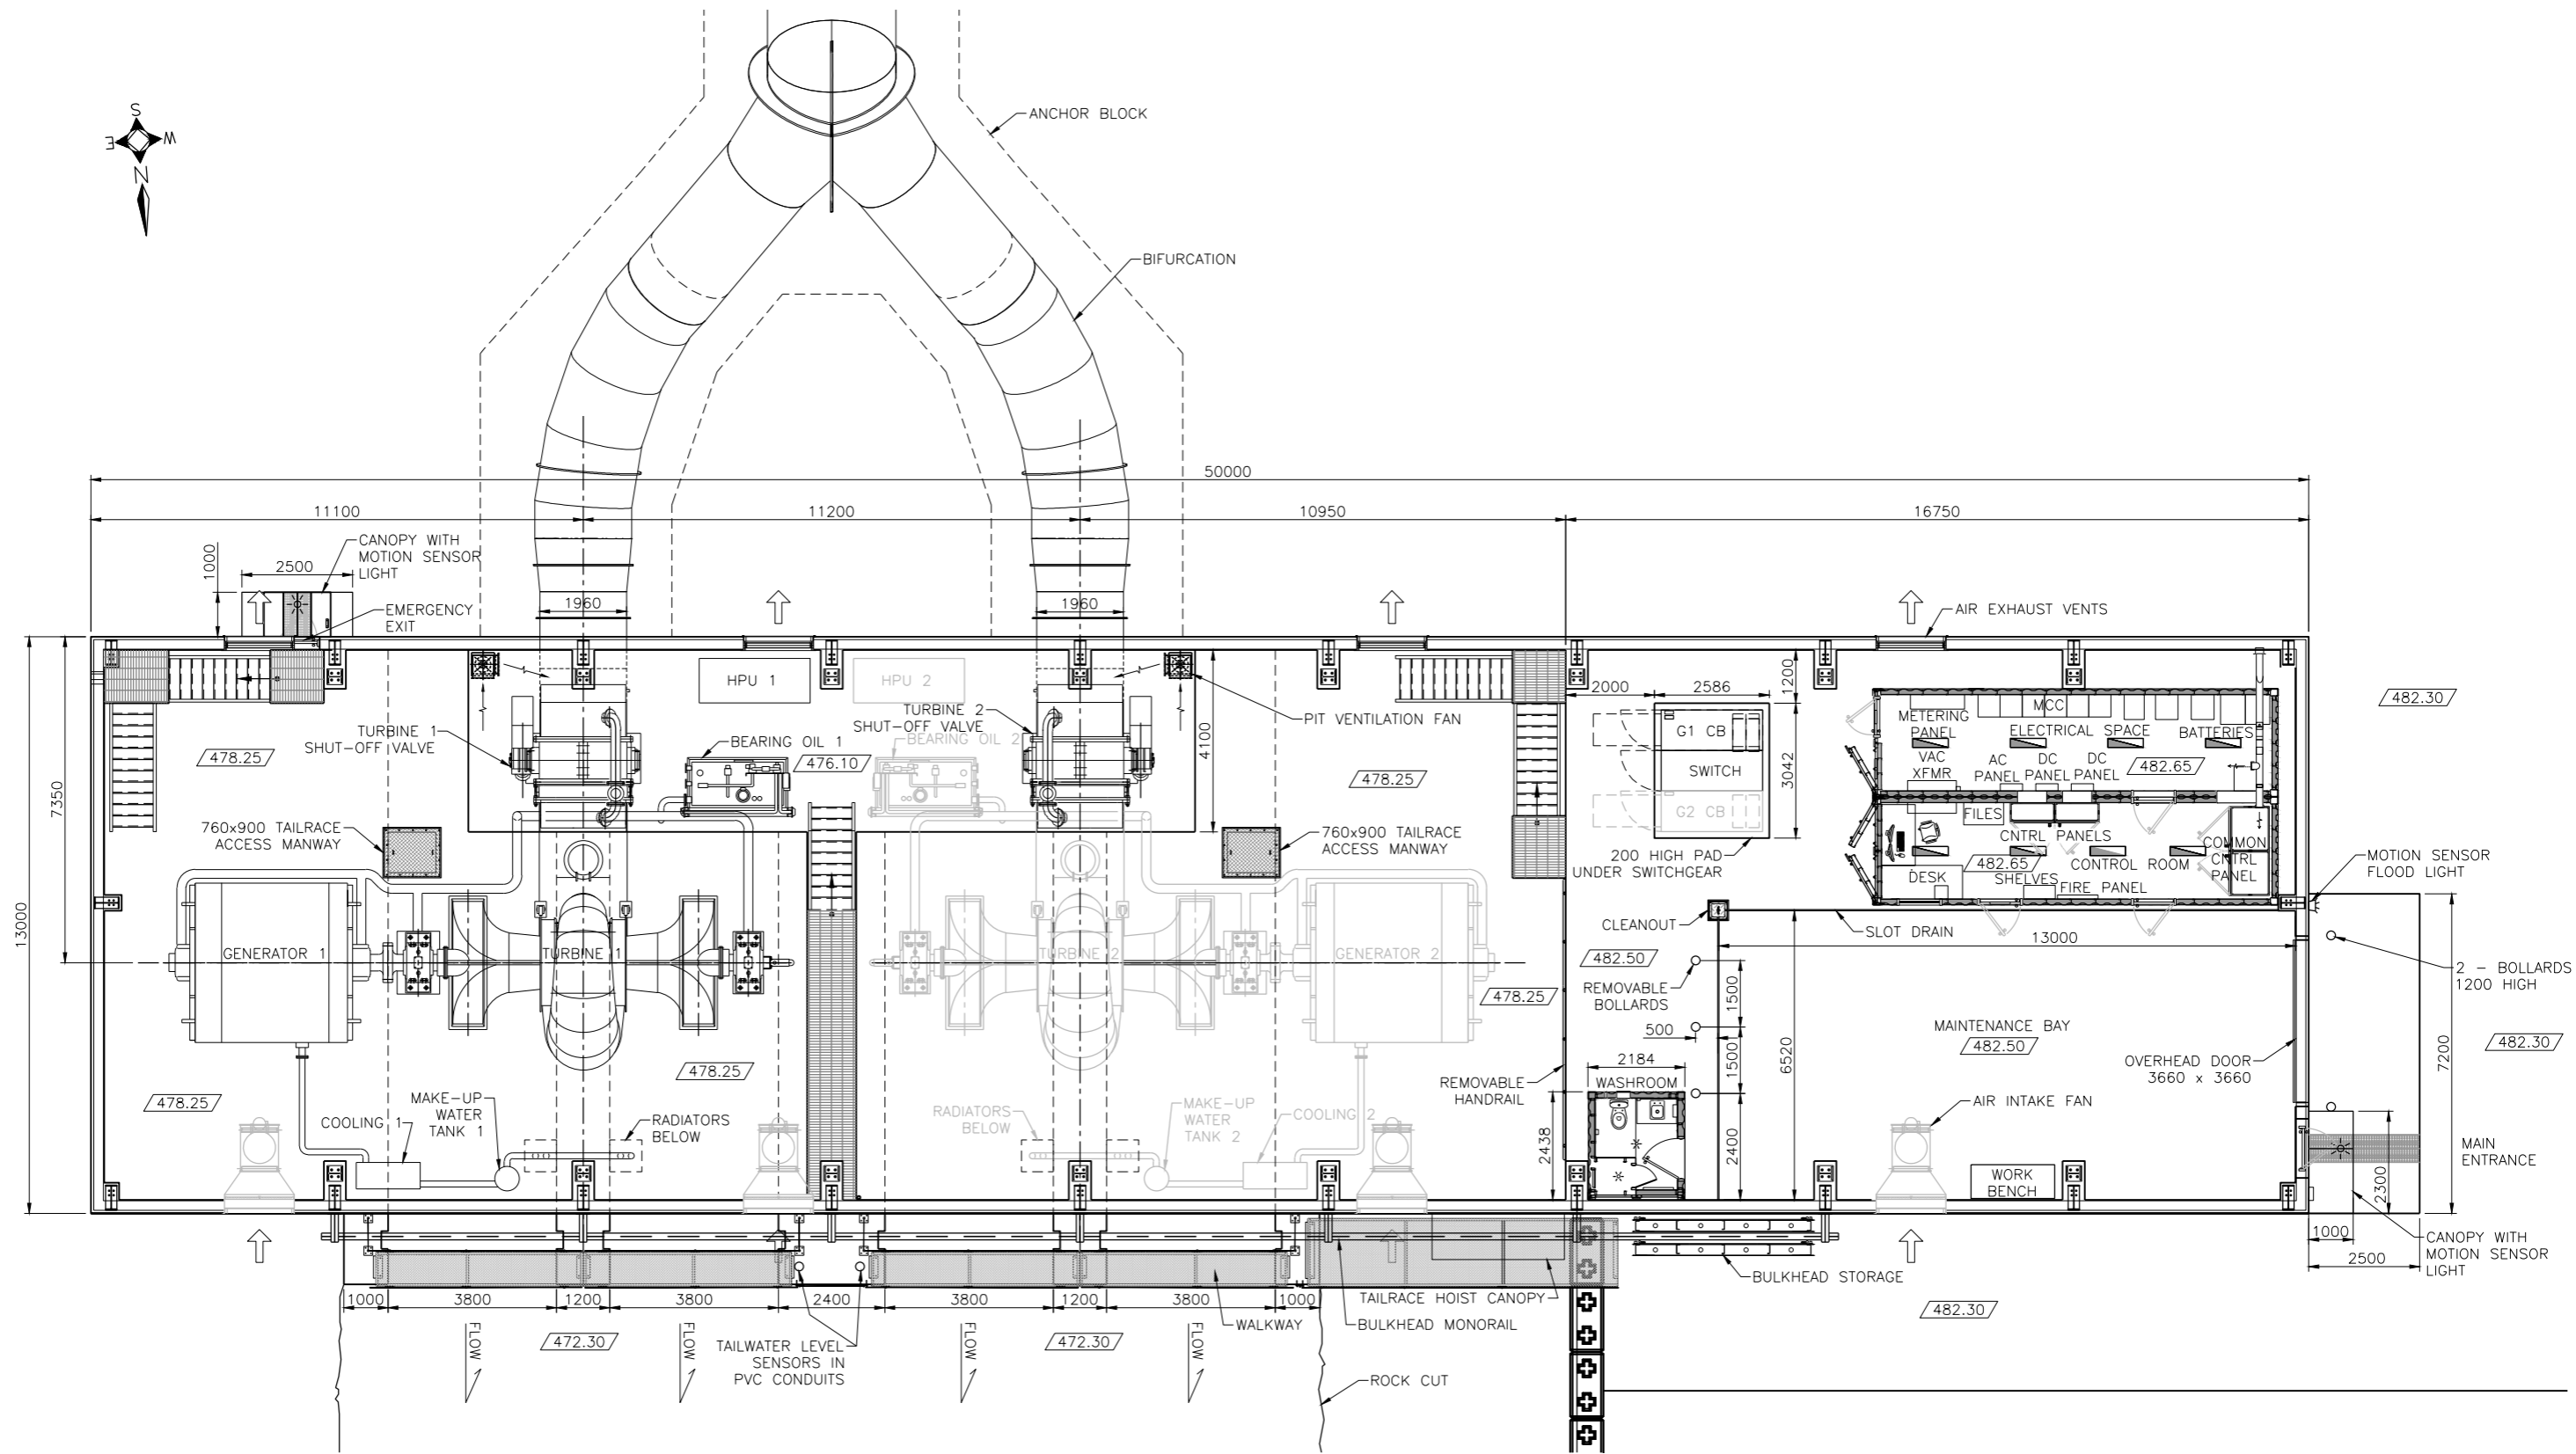 S
E
W
N
ANCHOR BLOCK
BIFURCATION
50000
11100
11200
10950
16750
CANOPY WITH
MOTION SENSOR
LIGHT
1000
2500
EMERGENCY
EXIT
1960
1960
AIR EXHAUST VENTS
HPU 1
HPU 2
TURBINE 1
SHUT-OFF VALVE
TURBINE 2
SHUT-OFF VALVE
PIT VENTILATION FAN
BEARING OIL 1
476.10
BEARING OIL 2
4100
478.25
478.25
2000
2586
1200
3042
G1 CB
SWITCH
G2 CB
200 HIGH PAD
UNDER SWITCHGEAR
METERING
PANEL
MCC
ELECTRICAL SPACE
BATTERIES
VAC
XFMR
AC
PANEL
DC
PANEL
DC
PANEL
482.65
FILES
CNTRL PANELS
482.65
CONTROL ROOM
COMMON
CNTRL
PANEL
DESK
SHELVES
FIRE PANEL
482.30
MOTION SENSOR
FLOOD LIGHT
7350
13000
760x900 TAILRACE
ACCESS MANWAY
760x900 TAILRACE
ACCESS MANWAY
GENERATOR 1
TURBINE 1
TURBINE 2
GENERATOR 2
CLEANOUT
SLOT DRAIN
13000
482.50
REMOVABLE
BOLLARDS
478.25
1500
500
1500
6520
2400
MAINTENANCE BAY
482.50
OVERHEAD DOOR
3660 x 3660
2 - BOLLARDS
1200 HIGH
482.30
7200
478.25
478.25
REMOVABLE
HANDRAIL
2184
WASHROOM
2438
COOLING 1
MAKE-UP
WATER
TANK 1
RADIATORS
BELOW
RADIATORS
BELOW
MAKE-UP
WATER
TANK 2
COOLING 2
AIR INTAKE FAN
WORK
BENCH
MAIN
ENTRANCE
2300
1000
2500
CANOPY WITH
MOTION SENSOR
LIGHT
BULKHEAD STORAGE
1000
3800
1200
3800
2400
3800
1200
3800
1000
TAILRACE HOIST CANOPY
WALKWAY
BULKHEAD MONORAIL
482.30
FLOW
472.30
FLOW
TAILWATER LEVEL
SENSORS IN
PVC CONDUITS
FLOW
472.30
FLOW
ROCK CUT